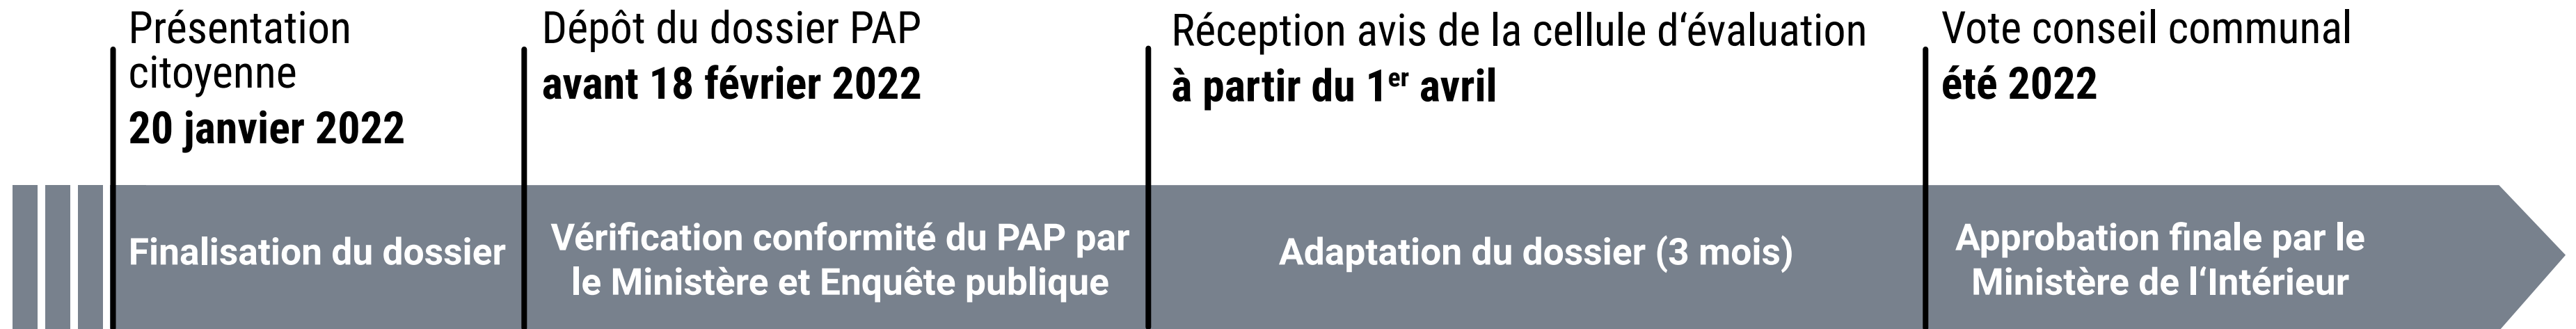 Présentation
citoyenne
20 janvier 2022
Dépôt du dossier PAP
avant 18 février 2022
Réception avis de la cellule d‘évaluation
à partir du 1er avril
Vote conseil communal
été 2022
Finalisation du dossier
Vérification conformité du PAP par
le Ministère et Enquête publique
Adaptation du dossier (3 mois)
Approbation finale par le
Ministère de l‘Intérieur